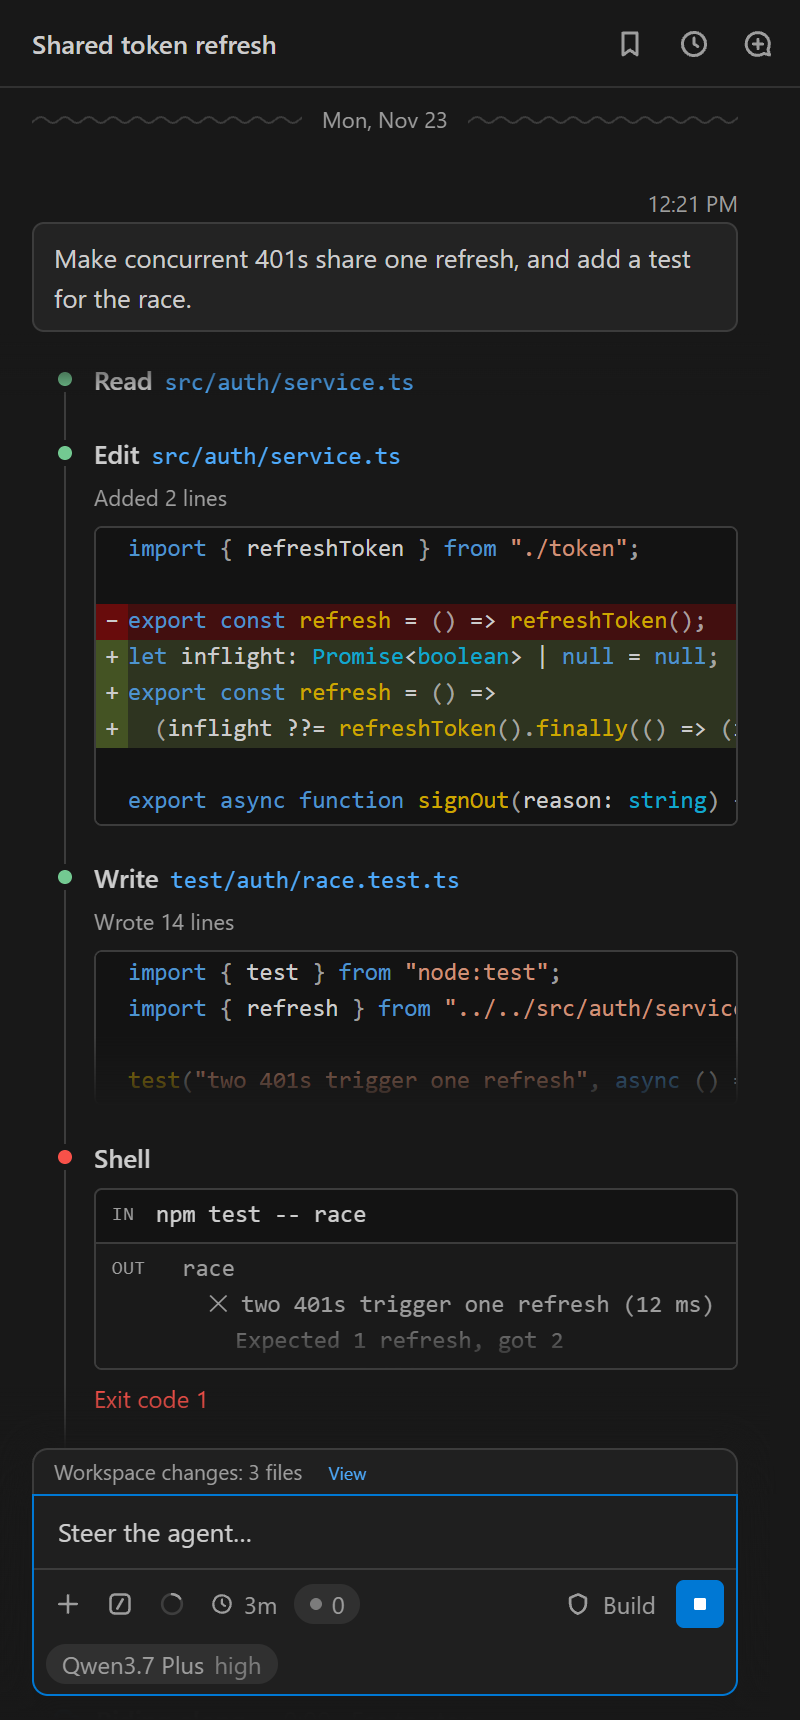 Shared token refresh
Mon, Nov 23
12:21 PM
Make concurrent 401s share one refresh, and add a test
for the race.
Read src/auth/service.ts
Edit src/auth/service.ts
Added 2 lines
import { refreshToken } from "./token";
- export const refresh = () => refreshToken();
+ let inflight: Promise<boolean> | null = null;
+ export const refresh = () =>
+   (inflight ??= refreshToken().finally(() => (
export async function signOut(reason: string)
Write test/auth/race.test.ts
Wrote 14 lines
import { test } from "node:test";
import { refresh } from "../../src/auth/servic
test("two 401s trigger one refresh", async () =
Shell
IN npm test -- race
OUT race
× two 401s trigger one refresh (12 ms)
Expected 1 refresh, got 2
Exit code 1
Workspace changes: 3 files View
Steer the agent...
3m 0 Build
Qwen3.7 Plus high